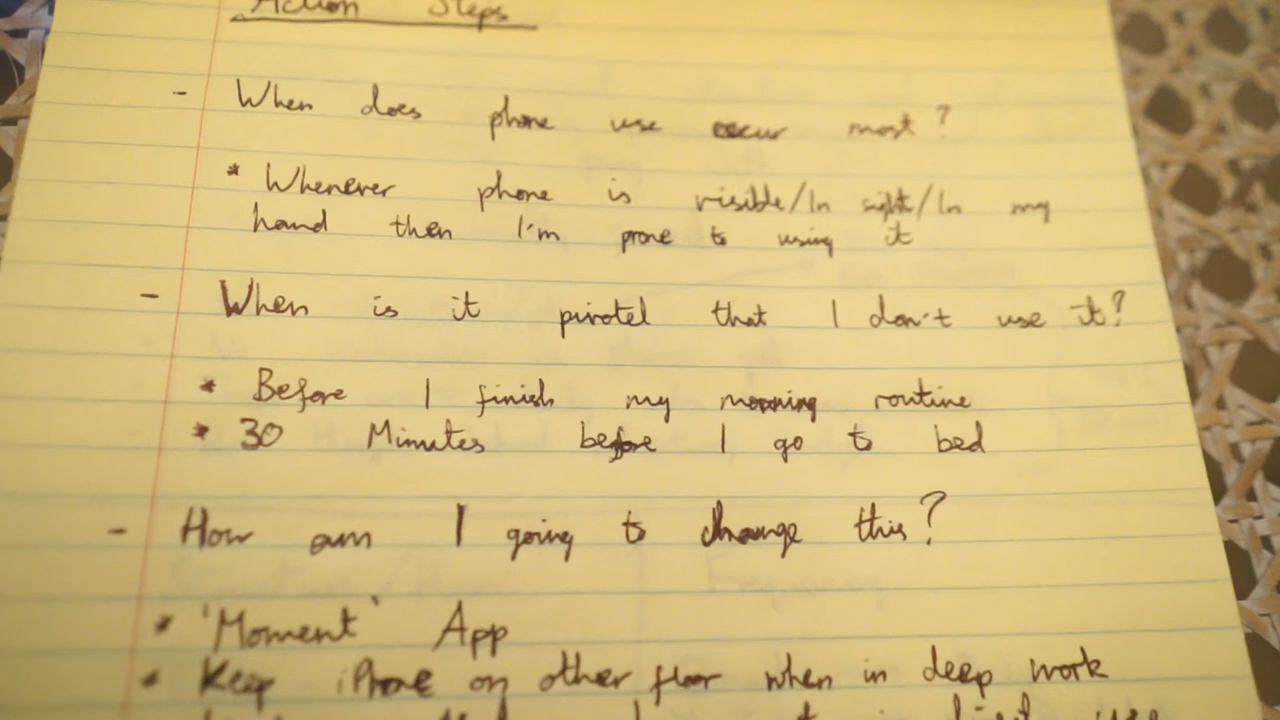 Action Steps
- When does phone use occur most?
* Whenever phone is visible/In sight/In my
hand then I'm prone to using it
- When is it pivotel that I don't use it?
* Before I finish my morning routine
* 30 Minutes before I go to bed
- How am I going to change this?
* 'Moment' App
* Keep iPhone on other floor when in deep work